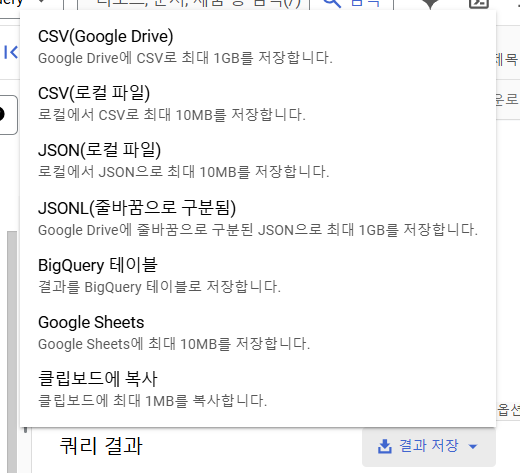 CSV(Google Drive)
Google Drive에 CSV로 최대 1GB를 저장합니다.
CSV(로컬 파일)
로컬에서 CSV로 최대 10MB를 저장합니다.
JSON(로컬 파일)
로컬에서 JSON으로 최대 10MB를 저장합니다.
JSONL(줄바꿈으로 구분됨)
Google Drive에 줄바꿈으로 구분된 JSON으로 최대 1GB를 저장합니다.
BigQuery 테이블
결과를 BigQuery 테이블로 저장합니다.
Google Sheets
Google Sheets에 최대 10MB를 저장합니다.
클립보드에 복사
클립보드에 최대 1MB를 복사합니다.
옵션
쿼리 결과
결과 저장